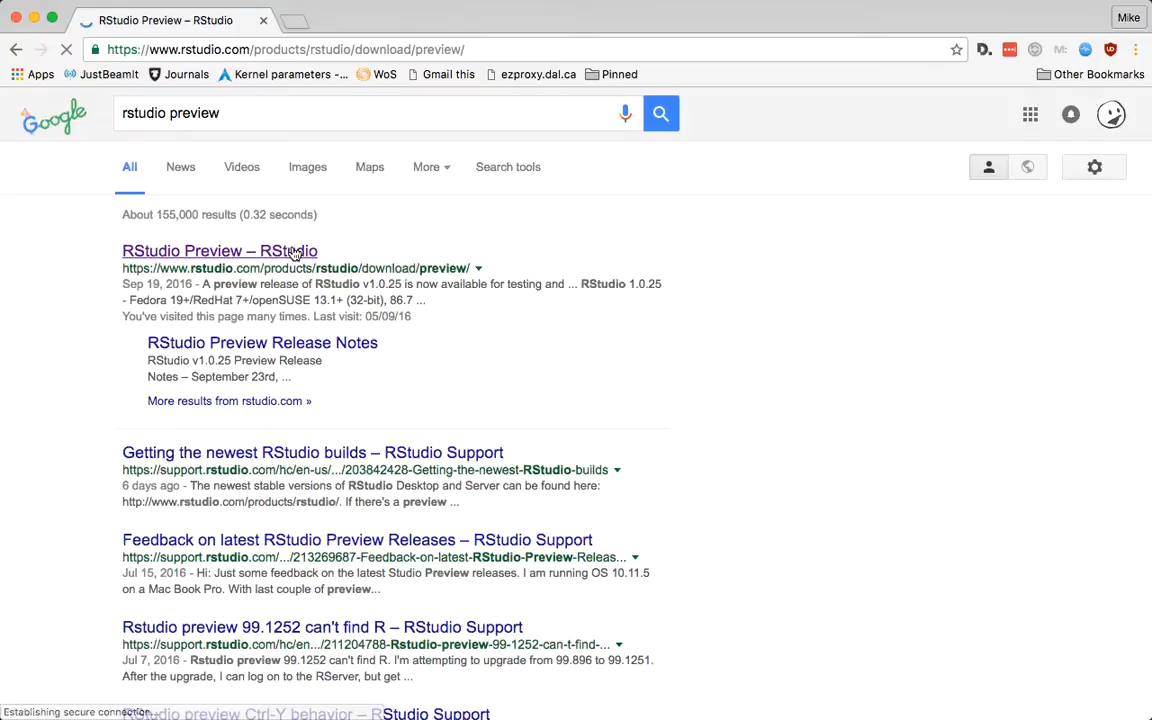 RStudio Preview – RStudio
Mike
https://www.rstudio.com/products/rstudio/download/preview/
D.
M:
Apps JustBeamIt Journals Kernel parameters -... WoS Gmail this ezproxy.dal.ca Pinned Other Bookmarks
Google
rstudio preview
All News Videos Images Maps More Search tools
About 155,000 results (0.32 seconds)
RStudio Preview – RStudio
https://www.rstudio.com/products/rstudio/download/preview/
Sep 19, 2016 - A preview release of RStudio v1.0.25 is now available for testing and ... RStudio 1.0.25
- Fedora 19+/RedHat 7+/openSUSE 13.1+ (32-bit), 86.7 ...
You've visited this page many times. Last visit: 05/09/16
RStudio Preview Release Notes
RStudio v1.0.25 Preview Release
Notes – September 23rd, ...
More results from rstudio.com »
Getting the newest RStudio builds – RStudio Support
https://support.rstudio.com/hc/en-us/.../203842428-Getting-the-newest-RStudio-builds
6 days ago - The newest stable versions of RStudio Desktop and Server can be found here:
http://www.rstudio.com/products/rstudio/. If there's a preview ...
Feedback on latest RStudio Preview Releases – RStudio Support
https://support.rstudio.com/.../213269687-Feedback-on-latest-RStudio-Preview-Releas...
Jul 15, 2016 - Hi: Just some feedback on the latest Studio Preview releases. I am running OS 10.11.5
on a Mac Book Pro. With last couple of preview...
Rstudio preview 99.1252 can't find R – RStudio Support
https://support.rstudio.com/hc/en.../211204788-Rstudio-preview-99-1252-can-t-find-...
Jul 7, 2016 - Rstudio preview 99.1252 can't find R. I'm attempting to upgrade from 99.896 to 99.1251.
After the upgrade, I can log on to the RServer, but get ...
Establishing secure connection...
RStudio preview Ctrl-Y behavior – RStudio Support